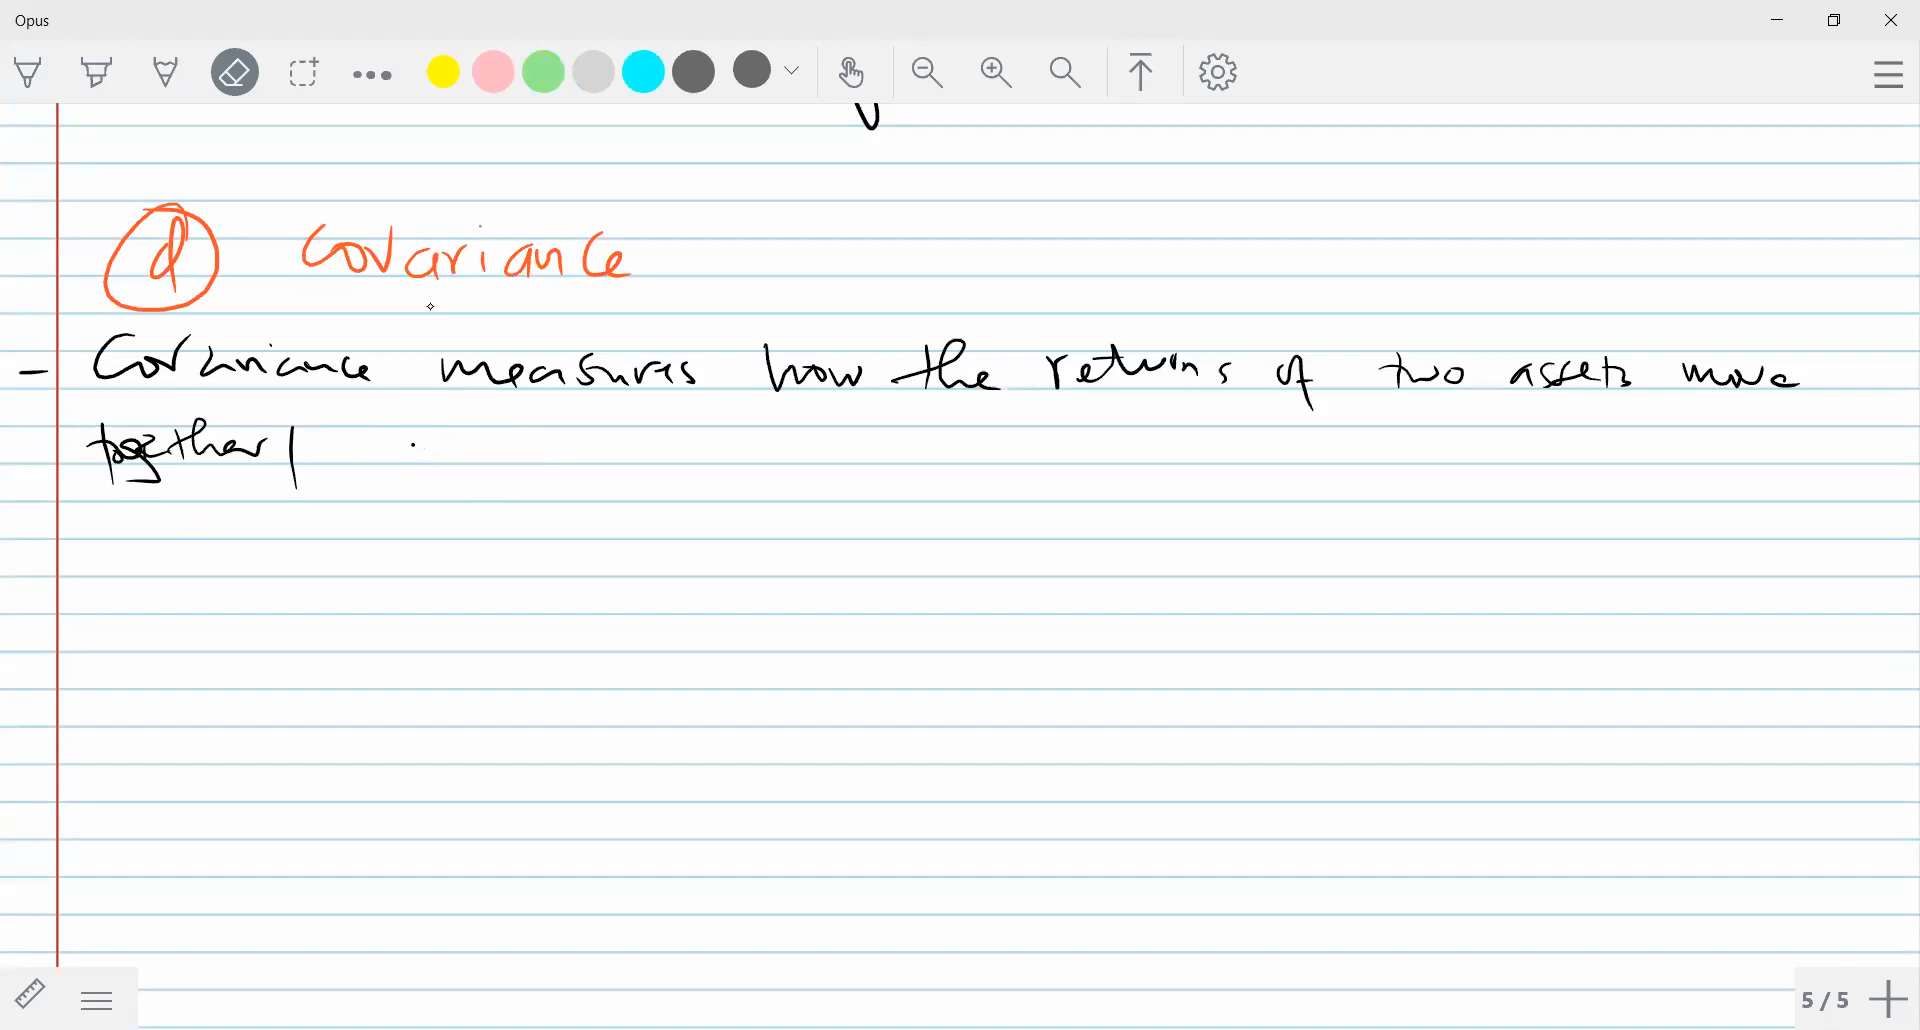 Opus
d Covariance
- Covariance measures how the returns of two assets move
together
5 / 5